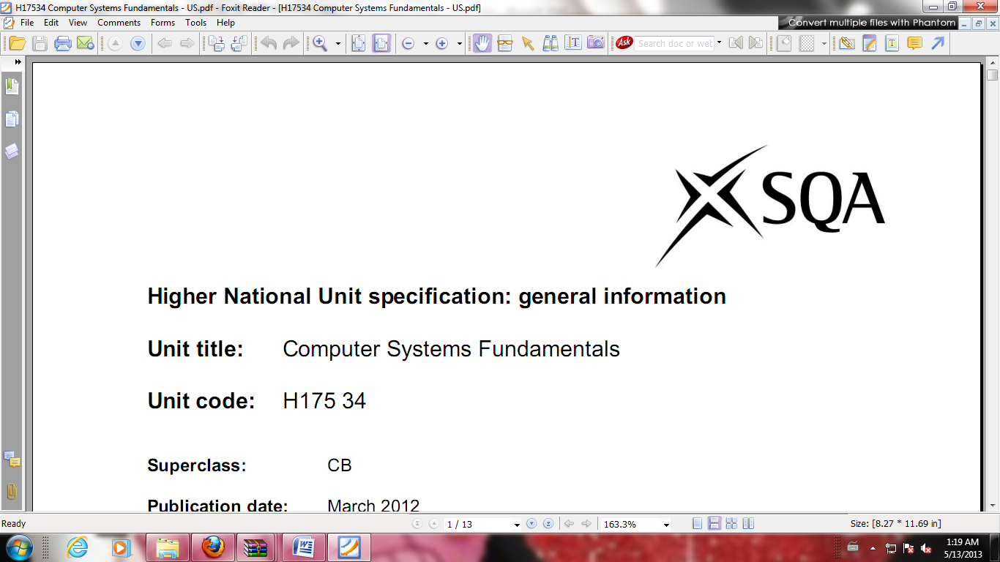 H17534 Computer Systems Fundamentals - US.pdf - Foxit Reader - [H17534 Computer Systems Fundamentals - US.pdf]
File Edit View Comments Forms Tools Help
Convert multiple files with Phantom
Ask Search doc or web
SQA
Higher National Unit specification: general information
Unit title: Computer Systems Fundamentals
Unit code: H175 34
Superclass: CB
Publication date: March 2012
Ready 1 / 13 163.3% Size: [8.27 * 11.69 in]
1:19 AM
5/13/2013